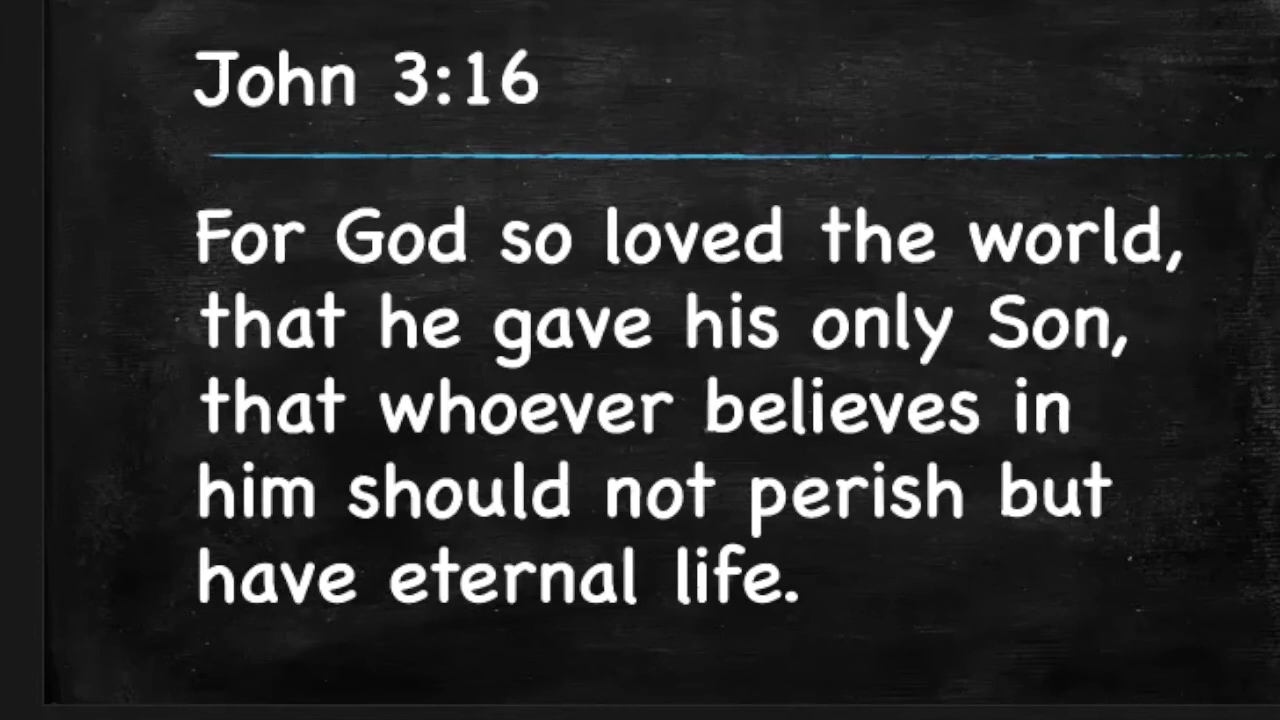 John 3:16
For God so loved the world,
that he gave his only Son,
that whoever believes in
him should not perish but
have eternal life.